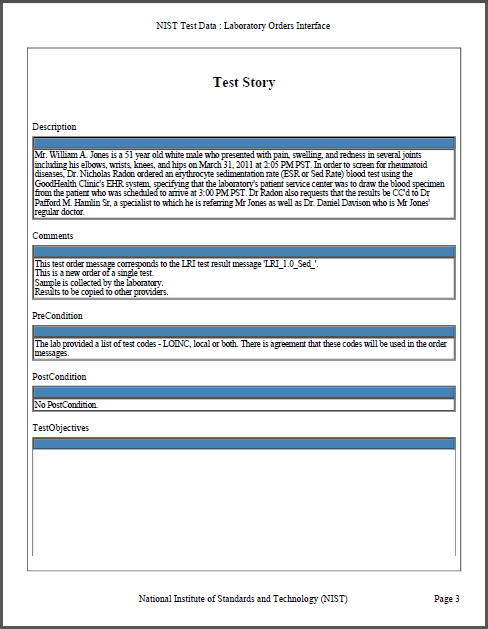 NIST Test Data : Laboratory Orders Interface
Test Story
Description
Mr. William A. Jones is a 51 year old white male who presented with pain, swelling, and redness in several joints
including his elbows, wrists, knees, and hips on March 31, 2011 at 2:05 PM PST. In order to screen for rheumatoid
diseases, Dr. Nicholas Radon ordered an erythrocyte sedimentation rate (ESR or Sed Rate) blood test using the
GoodHealth Clinic's EHR system, specifying that the laboratory's patient service center was to draw the blood specimen
from the patient who was scheduled to arrive at 3:00 PM PST. Dr Radon also requests that the results be CC'd to Dr
Pafford M. Hamlin Sr, a specialist to which he is referring Mr Jones as well as Dr. Daniel Davison who is Mr Jones'
regular doctor.
Comments
This test order message corresponds to the LRI test result message 'LRI_1.0_Sed_'.
This is a new order of a single test.
Sample is collected by the laboratory.
Results to be copied to other providers.
PreCondition
The lab provided a list of test codes - LOINC, local or both. There is agreement that these codes will be used in the order
messages.
PostCondition
No PostCondition.
TestObjectives
National Institute of Standards and Technology (NIST)
Page 3